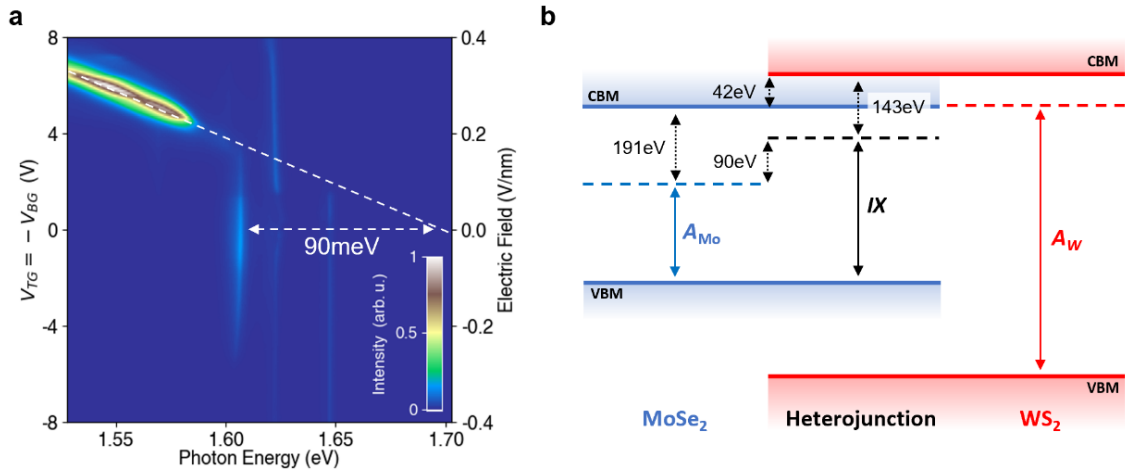 a
8
4
0
-4
-8
V_TG = − V_BG (V)
1.55
1.60
1.65
1.70
Photon Energy (eV)
0.4
0.2
0.0
-0.2
-0.4
Electric Field (V/nm)
90meV
1
0.5
0
Intensity (arb. u.)
b
CBM
CBM
42eV
143eV
191eV
90eV
IX
A_Mo
A_W
VBM
VBM
MoSe₂
Heterojunction
WS₂